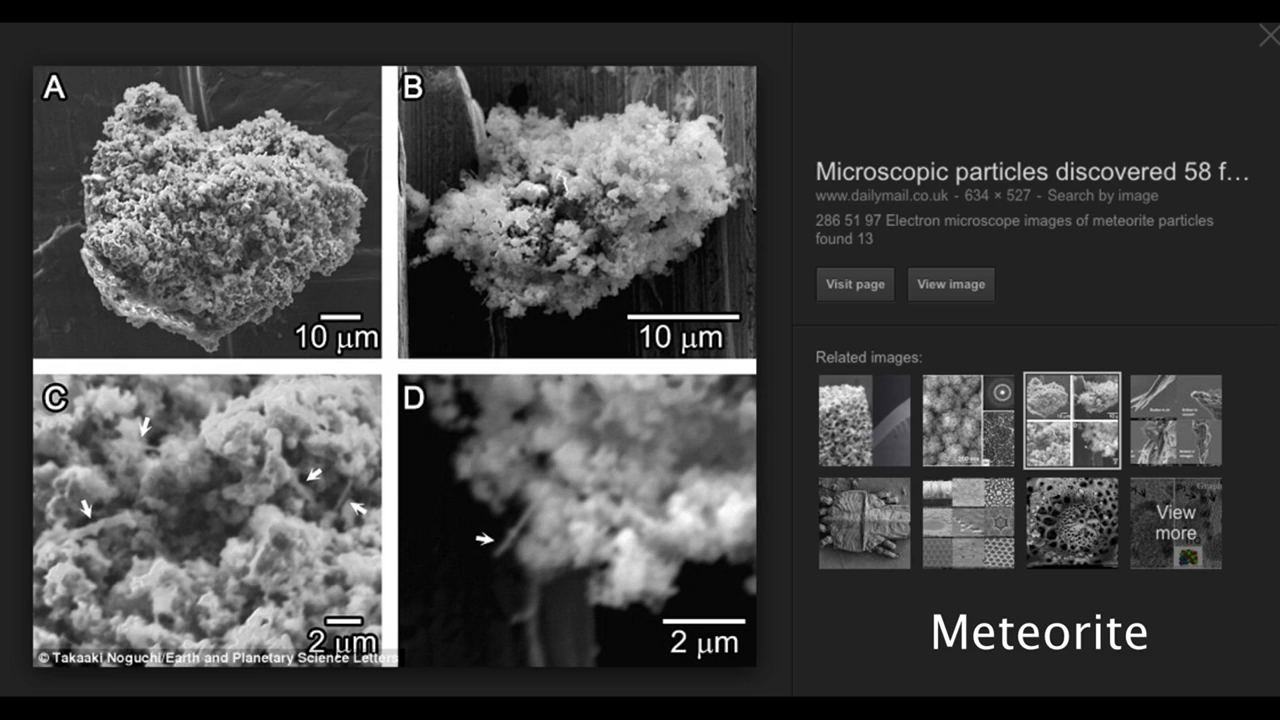 A
B
10 µm
10 µm
C
D
2 µm
2 µm
© Takaaki Noguchi/Earth and Planetary Science Letters
Microscopic particles discovered 58 f...
www.dailymail.co.uk - 634 × 527 - Search by image
286 51 97 Electron microscope images of meteorite particles
found 13
Visit page
View image
Related images:
View
more
Meteorite